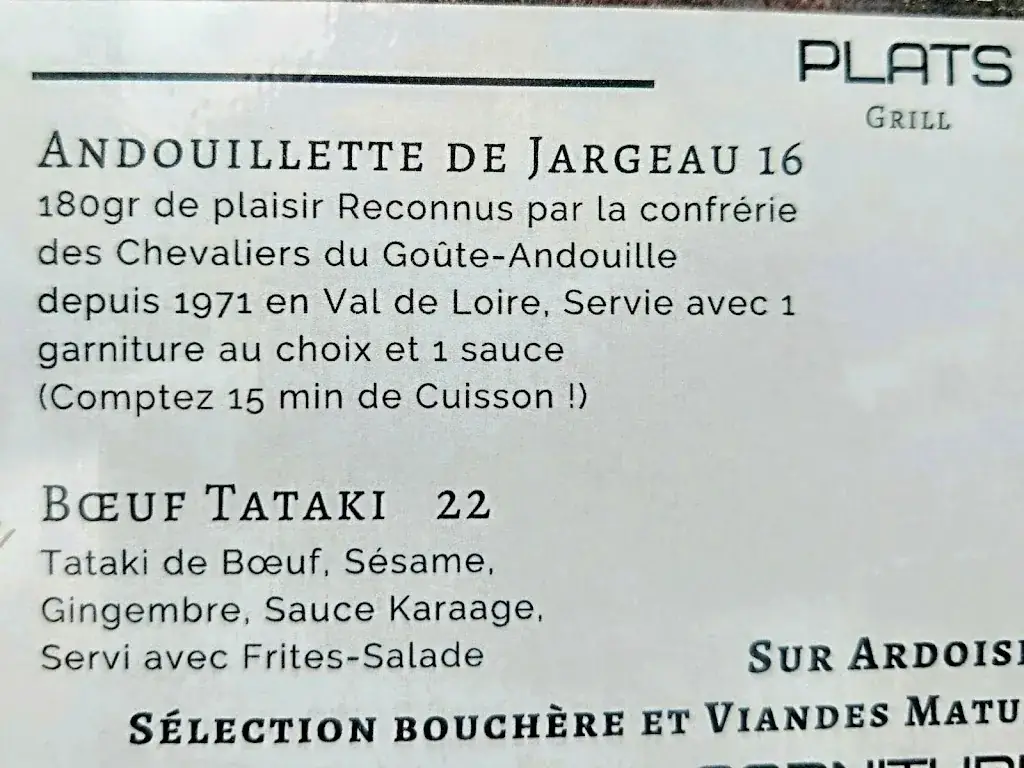 PLATS
GRILL
ANDOUILLETTE DE JARGEAU 16
180gr de plaisir Reconnus par la confrérie
des Chevaliers du Goûte-Andouille
depuis 1971 en Val de Loire, Servie avec 1
garniture au choix et 1 sauce
(Comptez 15 min de Cuisson !)
BŒUF TATAKI 22
Tataki de Bœuf, Sésame,
Gingembre, Sauce Karaage,
Servi avec Frites-Salade
SUR
SÉLECTION BOUCHÈRE ET VIANDES